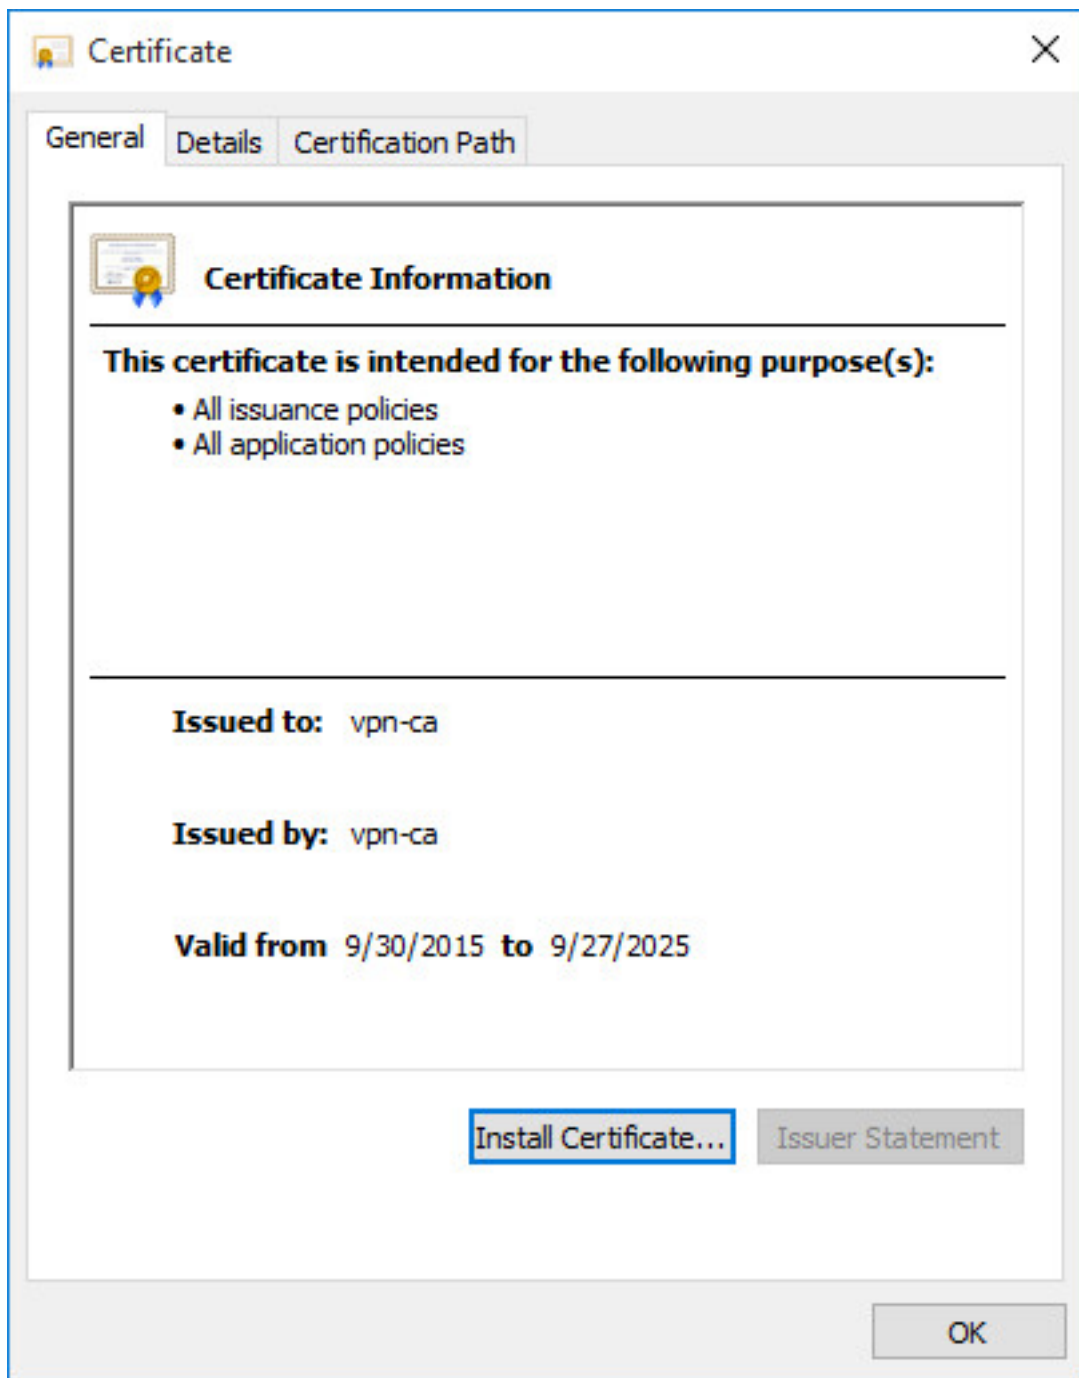 Certificate
General Details Certification Path
Certificate Information
This certificate is intended for the following purpose(s):
• All issuance policies
• All application policies
Issued to: vpn-ca
Issued by: vpn-ca
Valid from 9/30/2015 to 9/27/2025
Install Certificate... Issuer Statement
OK